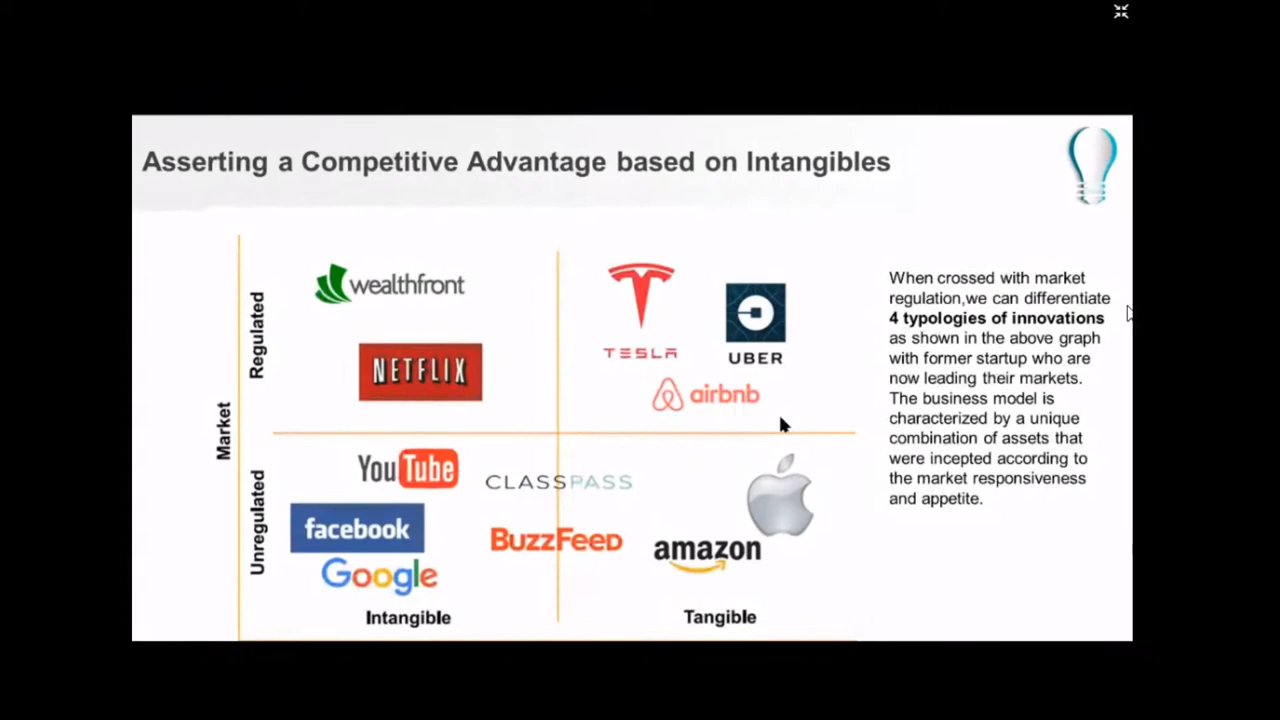 Asserting a Competitive Advantage based on Intangibles
Market
Regulated
Unregulated
wealthfront
NETFLIX
TESLA
UBER
airbnb
YouTube
CLASSPASS
facebook
BuzzFeed
amazon
Google
Intangible
Tangible
When crossed with market
regulation,we can differentiate
4 typologies of innovations
as shown in the above graph
with former startup who are
now leading their markets.
The business model is
characterized by a unique
combination of assets that
were incepted according to
the market responsiveness
and appetite.